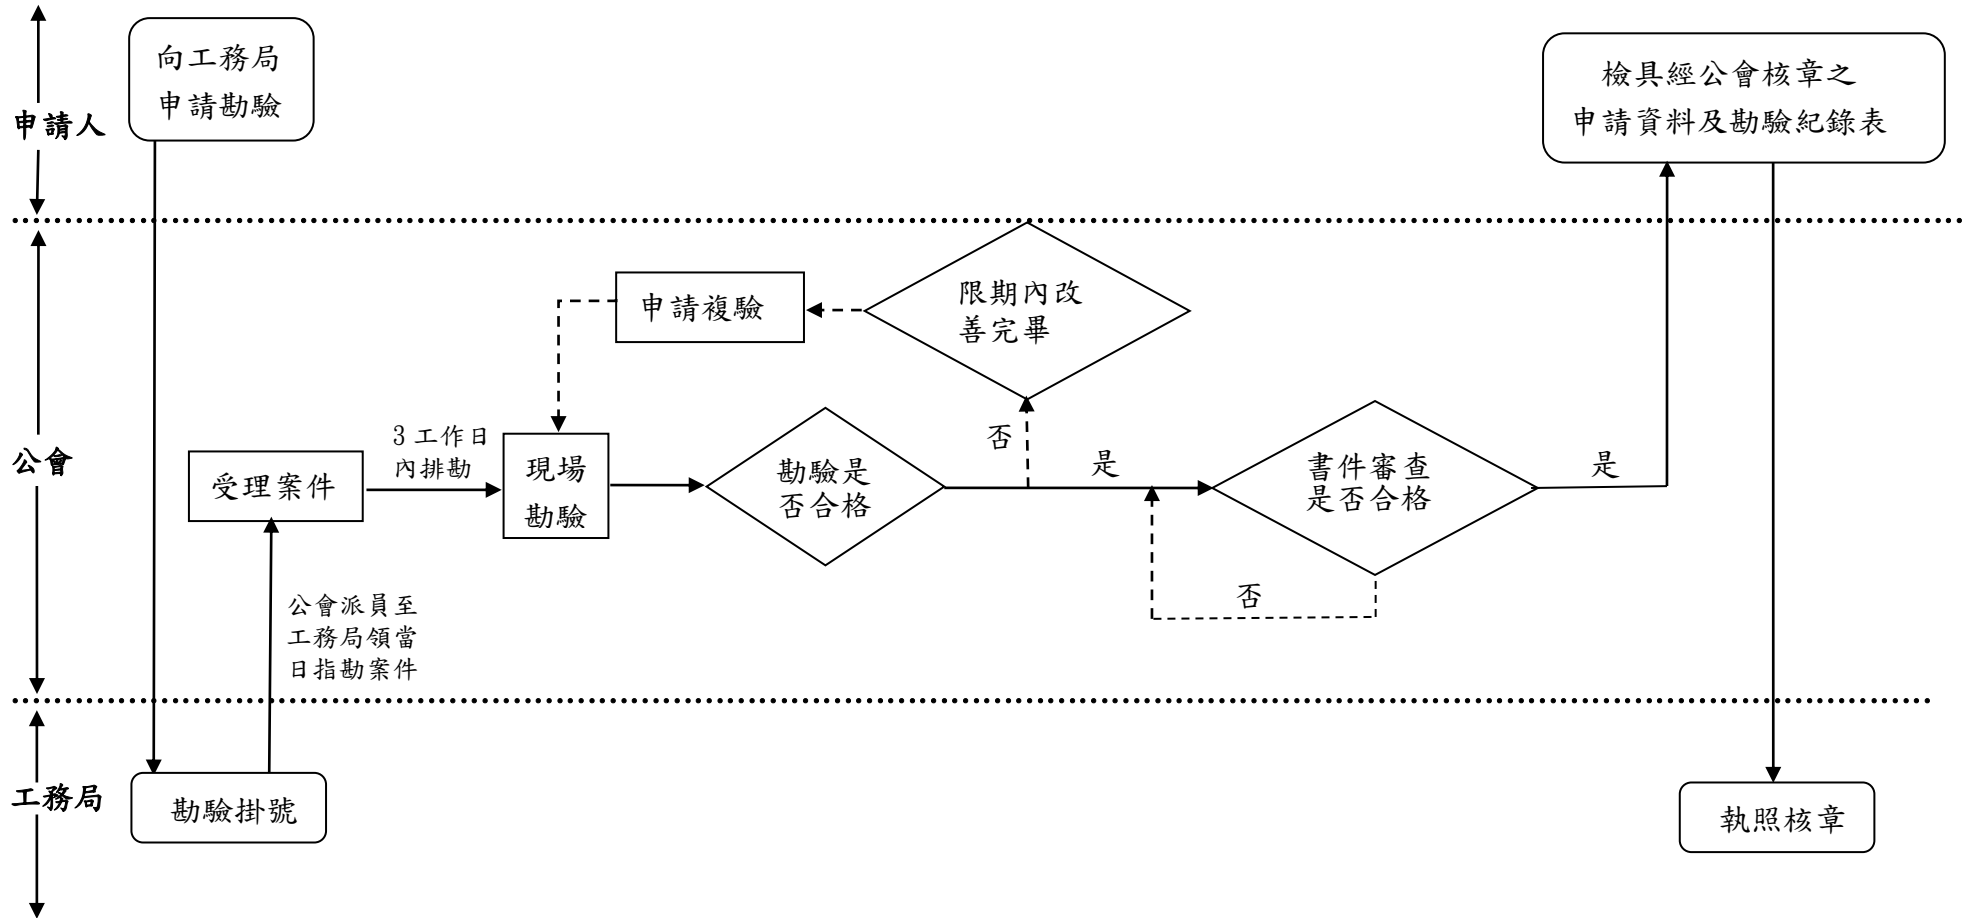 向工務局
申請勘驗
檢具經公會核章之
申請資料及勘驗紀錄表
申請人
申請複驗
限期內改
善完畢
公會
受理案件
3 工作日
內排勘
現場
勘驗
勘驗是
否合格
否
是
書件審查
是否合格
是
否
公會派員至
工務局領當
日指勘案件
工務局
勘驗掛號
執照核章